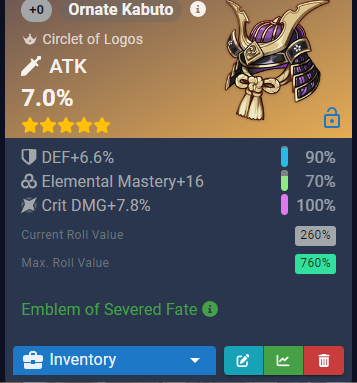 +0 Ornate Kabuto
Circlet of Logos
ATK
7.0%
DEF+6.6% 90%
Elemental Mastery+16 70%
Crit DMG+7.8% 100%
Current Roll Value 260%
Max. Roll Value 760%
Emblem of Severed Fate
Inventory